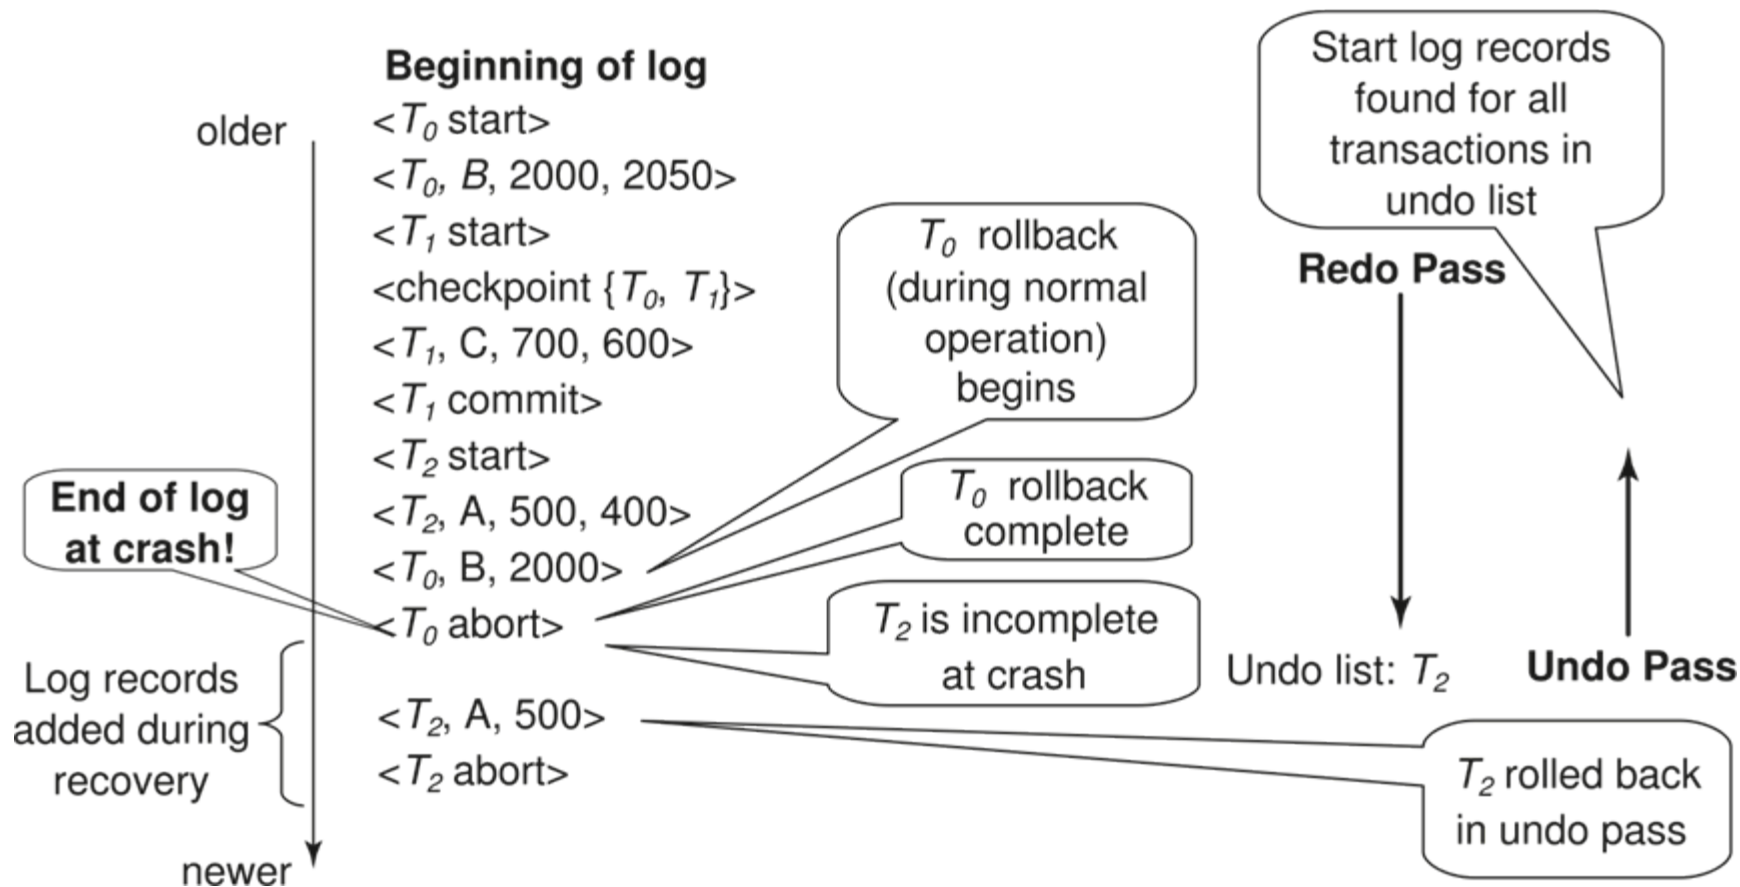 Beginning of log
older
<T0 start>
<T0, B, 2000, 2050>
<T1 start>
<checkpoint {T0, T1}>
<T1, C, 700, 600>
<T1 commit>
<T2 start>
<T2, A, 500, 400>
<T0, B, 2000>
<T0 abort>
<T2, A, 500>
<T2 abort>
newer
End of log
at crash!
Log records
added during
recovery
T0 rollback
(during normal
operation)
begins
T0 rollback
complete
T2 is incomplete
at crash
Start log records
found for all
transactions in
undo list
Redo Pass
Undo list: T2
Undo Pass
T2 rolled back
in undo pass